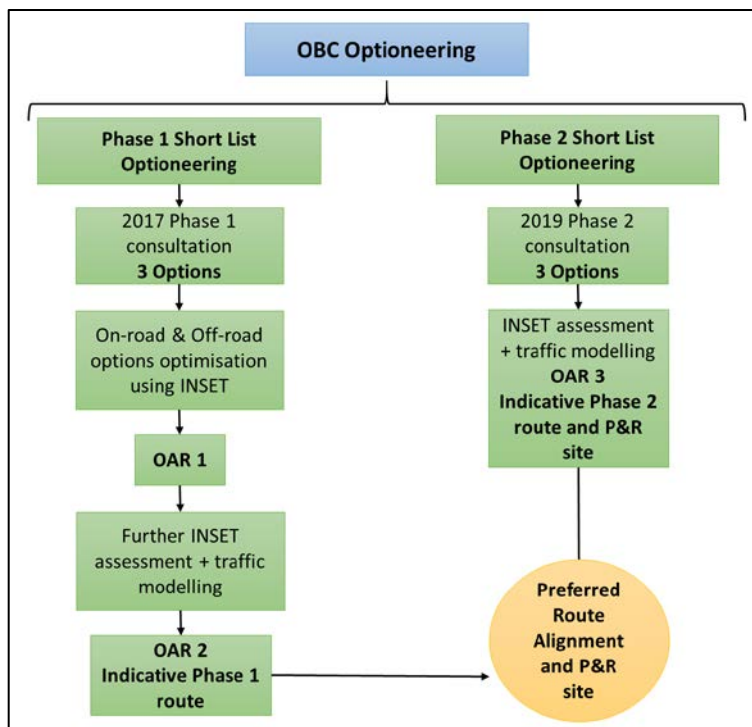 OBC Optioneering
Phase 1 Short List
Optioneering
2017 Phase 1
consultation
3 Options
On-road & Off-road
options optimisation
using INSET
OAR 1
Further INSET
assessment + traffic
modelling
OAR 2
Indicative Phase 1
route
Phase 2 Short List
Optioneering
2019 Phase 2
consultation
3 Options
INSET assessment
+ traffic modelling
OAR 3
Indicative Phase 2
route and P&R
site
Preferred
Route
Alignment
and P&R
site